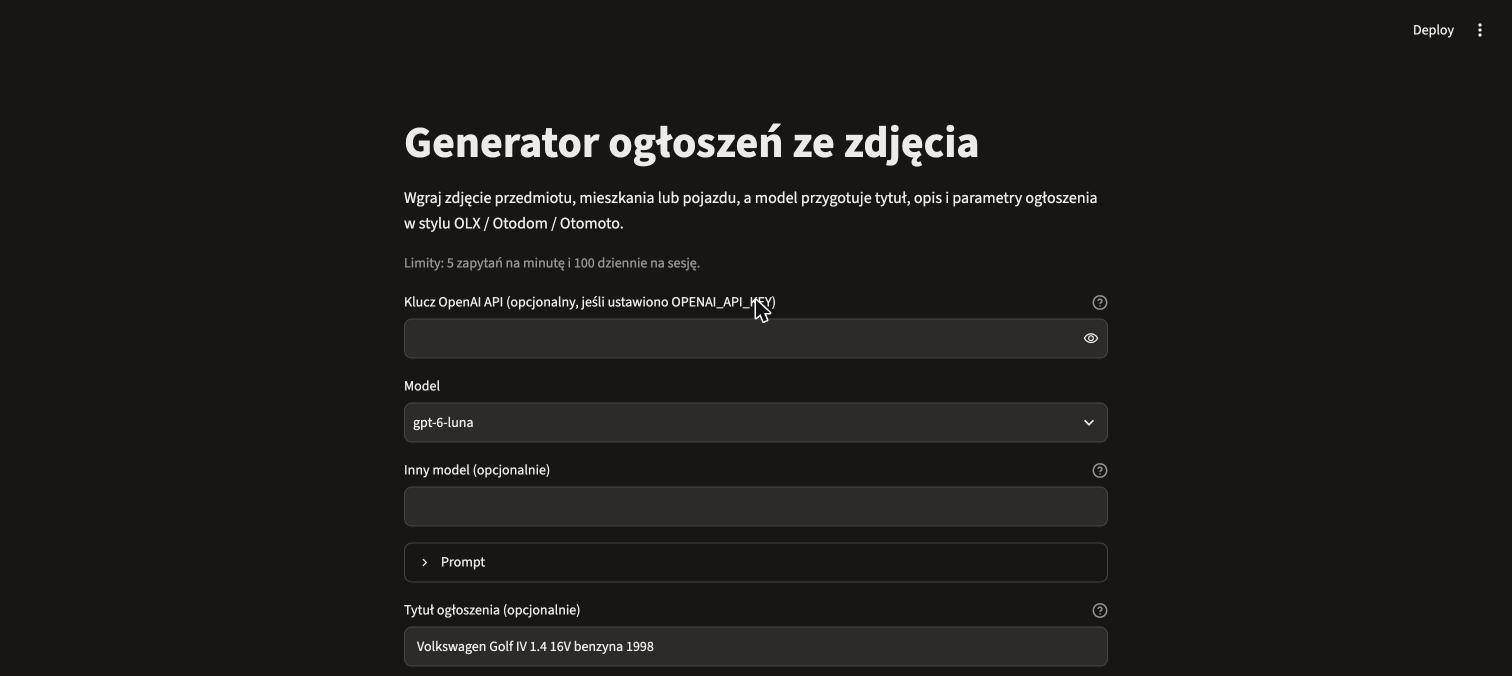 Deploy
Generator ogłoszeń ze zdjęcia
Wgraj zdjęcie przedmiotu, mieszkania lub pojazdu, a model przygotuje tytuł, opis i parametry ogłoszenia
w stylu OLX / Otodom / Otomoto.
Limity: 5 zapytań na minutę i 100 dziennie na sesję.
Klucz OpenAI API (opcjonalny, jeśli ustawiono OPENAI_API_KEY)
Model
gpt-6-luna
Inny model (opcjonalnie)
Prompt
Tytuł ogłoszenia (opcjonalnie)
Volkswagen Golf IV 1.4 16V benzyna 1998